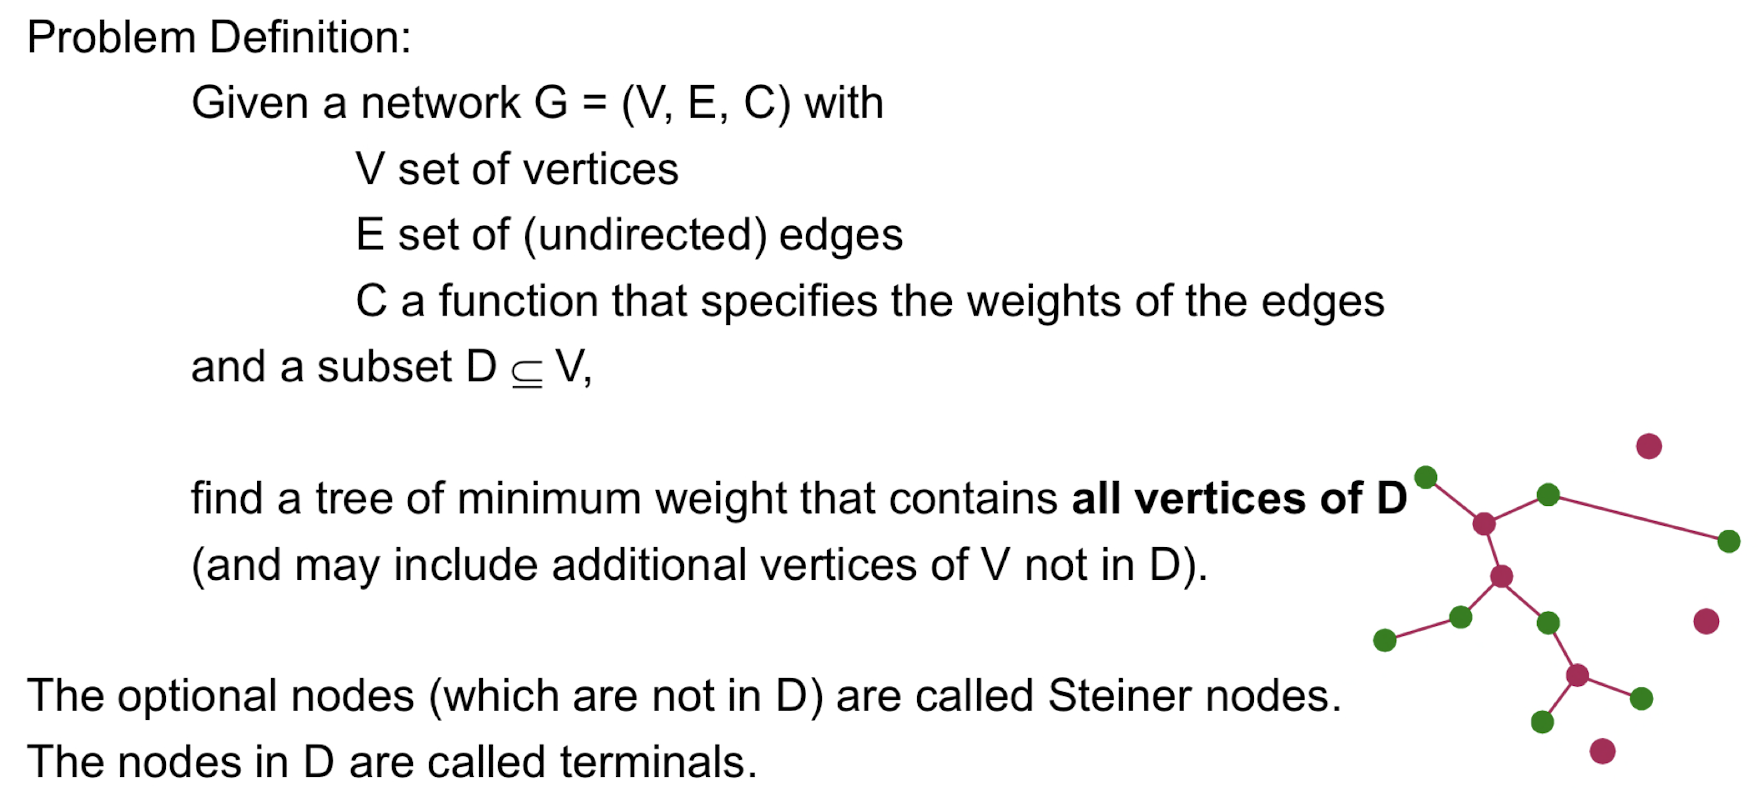 Problem Definition:
Given a network G = (V, E, C) with
V set of vertices
E set of (undirected) edges
C a function that specifies the weights of the edges
and a subset D ⊆ V,
find a tree of minimum weight that contains all vertices of D
(and may include additional vertices of V not in D).
The optional nodes (which are not in D) are called Steiner nodes.
The nodes in D are called terminals.